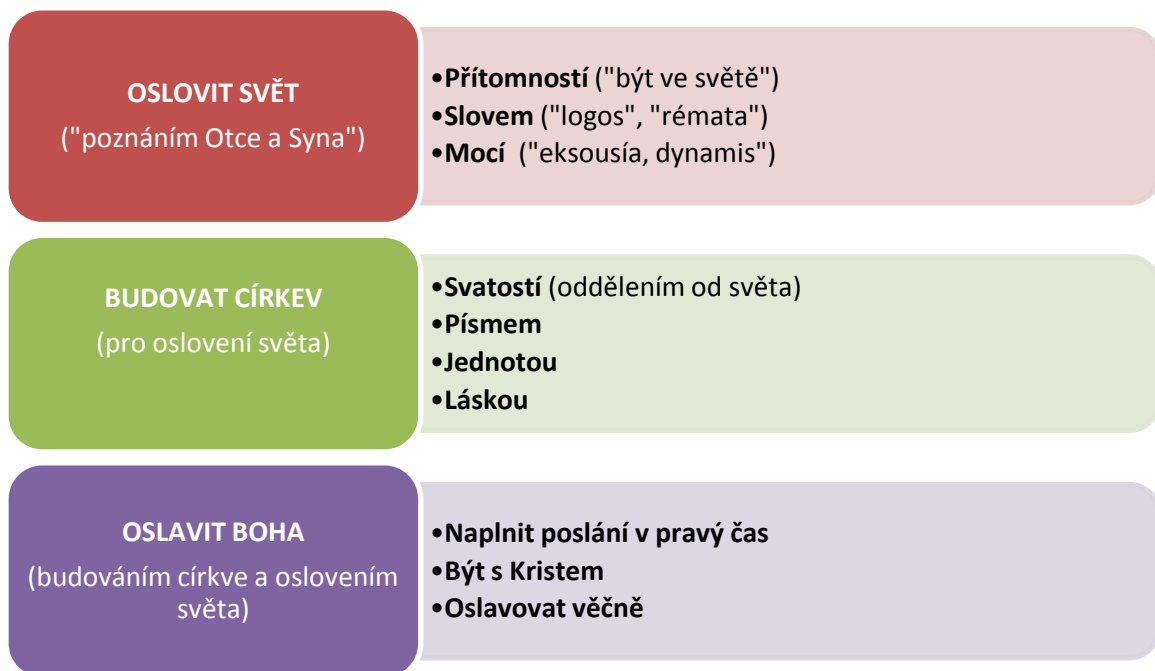 OSLOVIT SVĚT
("poznáním Otce a Syna")
•Přítomností ("být ve světě")
•Slovem ("logos", "rémata")
•Mocí ("eksousía, dynamis")
BUDOVAT CÍRKEV
(pro oslovení světa)
•Svatostí (oddělením od světa)
•Písmem
•Jednotou
•Láskou
OSLAVIT BOHA
(budováním církve a oslovením
světa)
•Naplnit poslání v pravý čas
•Být s Kristem
•Oslavovat věčně